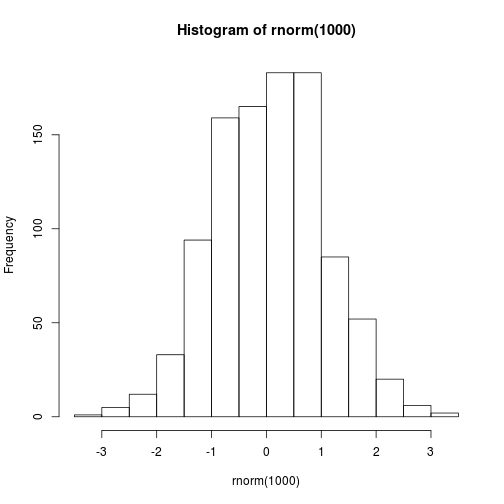 Histogram of rnorm(1000)
Frequency
150
100
50
0
-3 -2 -1 0 1 2 3
rnorm(1000)